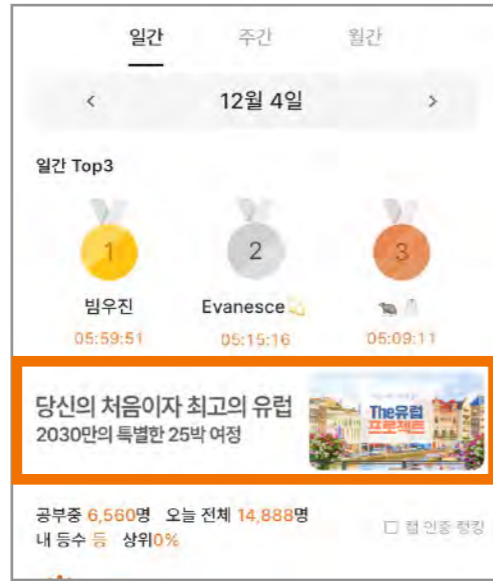 일간 주간 월간
< 12월 4일 >
일간 Top3
1 2 3
빔우진 Evanesce
05:59:51 05:15:16 05:09:11
당신의 처음이자 최고의 유럽
2030만의 특별한 25박 여정
The유럽
프로젝트
공부중 6,560명 오늘 전체 14,888명
내 등수 등 상위0%
캠 인증 랭킹